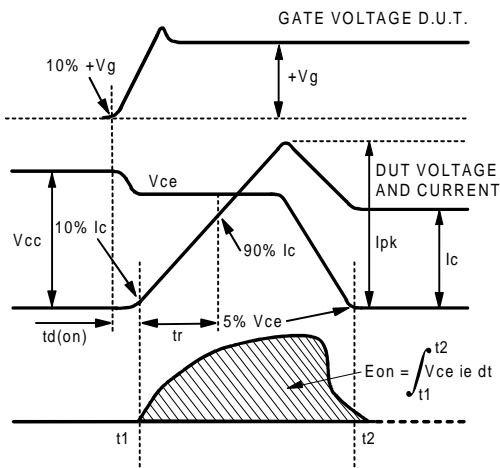 GATE VOLTAGE D.U.T.
10% +Vg
+Vg
DUT VOLTAGE
AND CURRENT
Vce
Vcc
10% Ic
90% Ic
Ipk
Ic
td(on)
tr
5% Vce
Eon = ∫ Vce ie dt
t2
t1
t1
t2